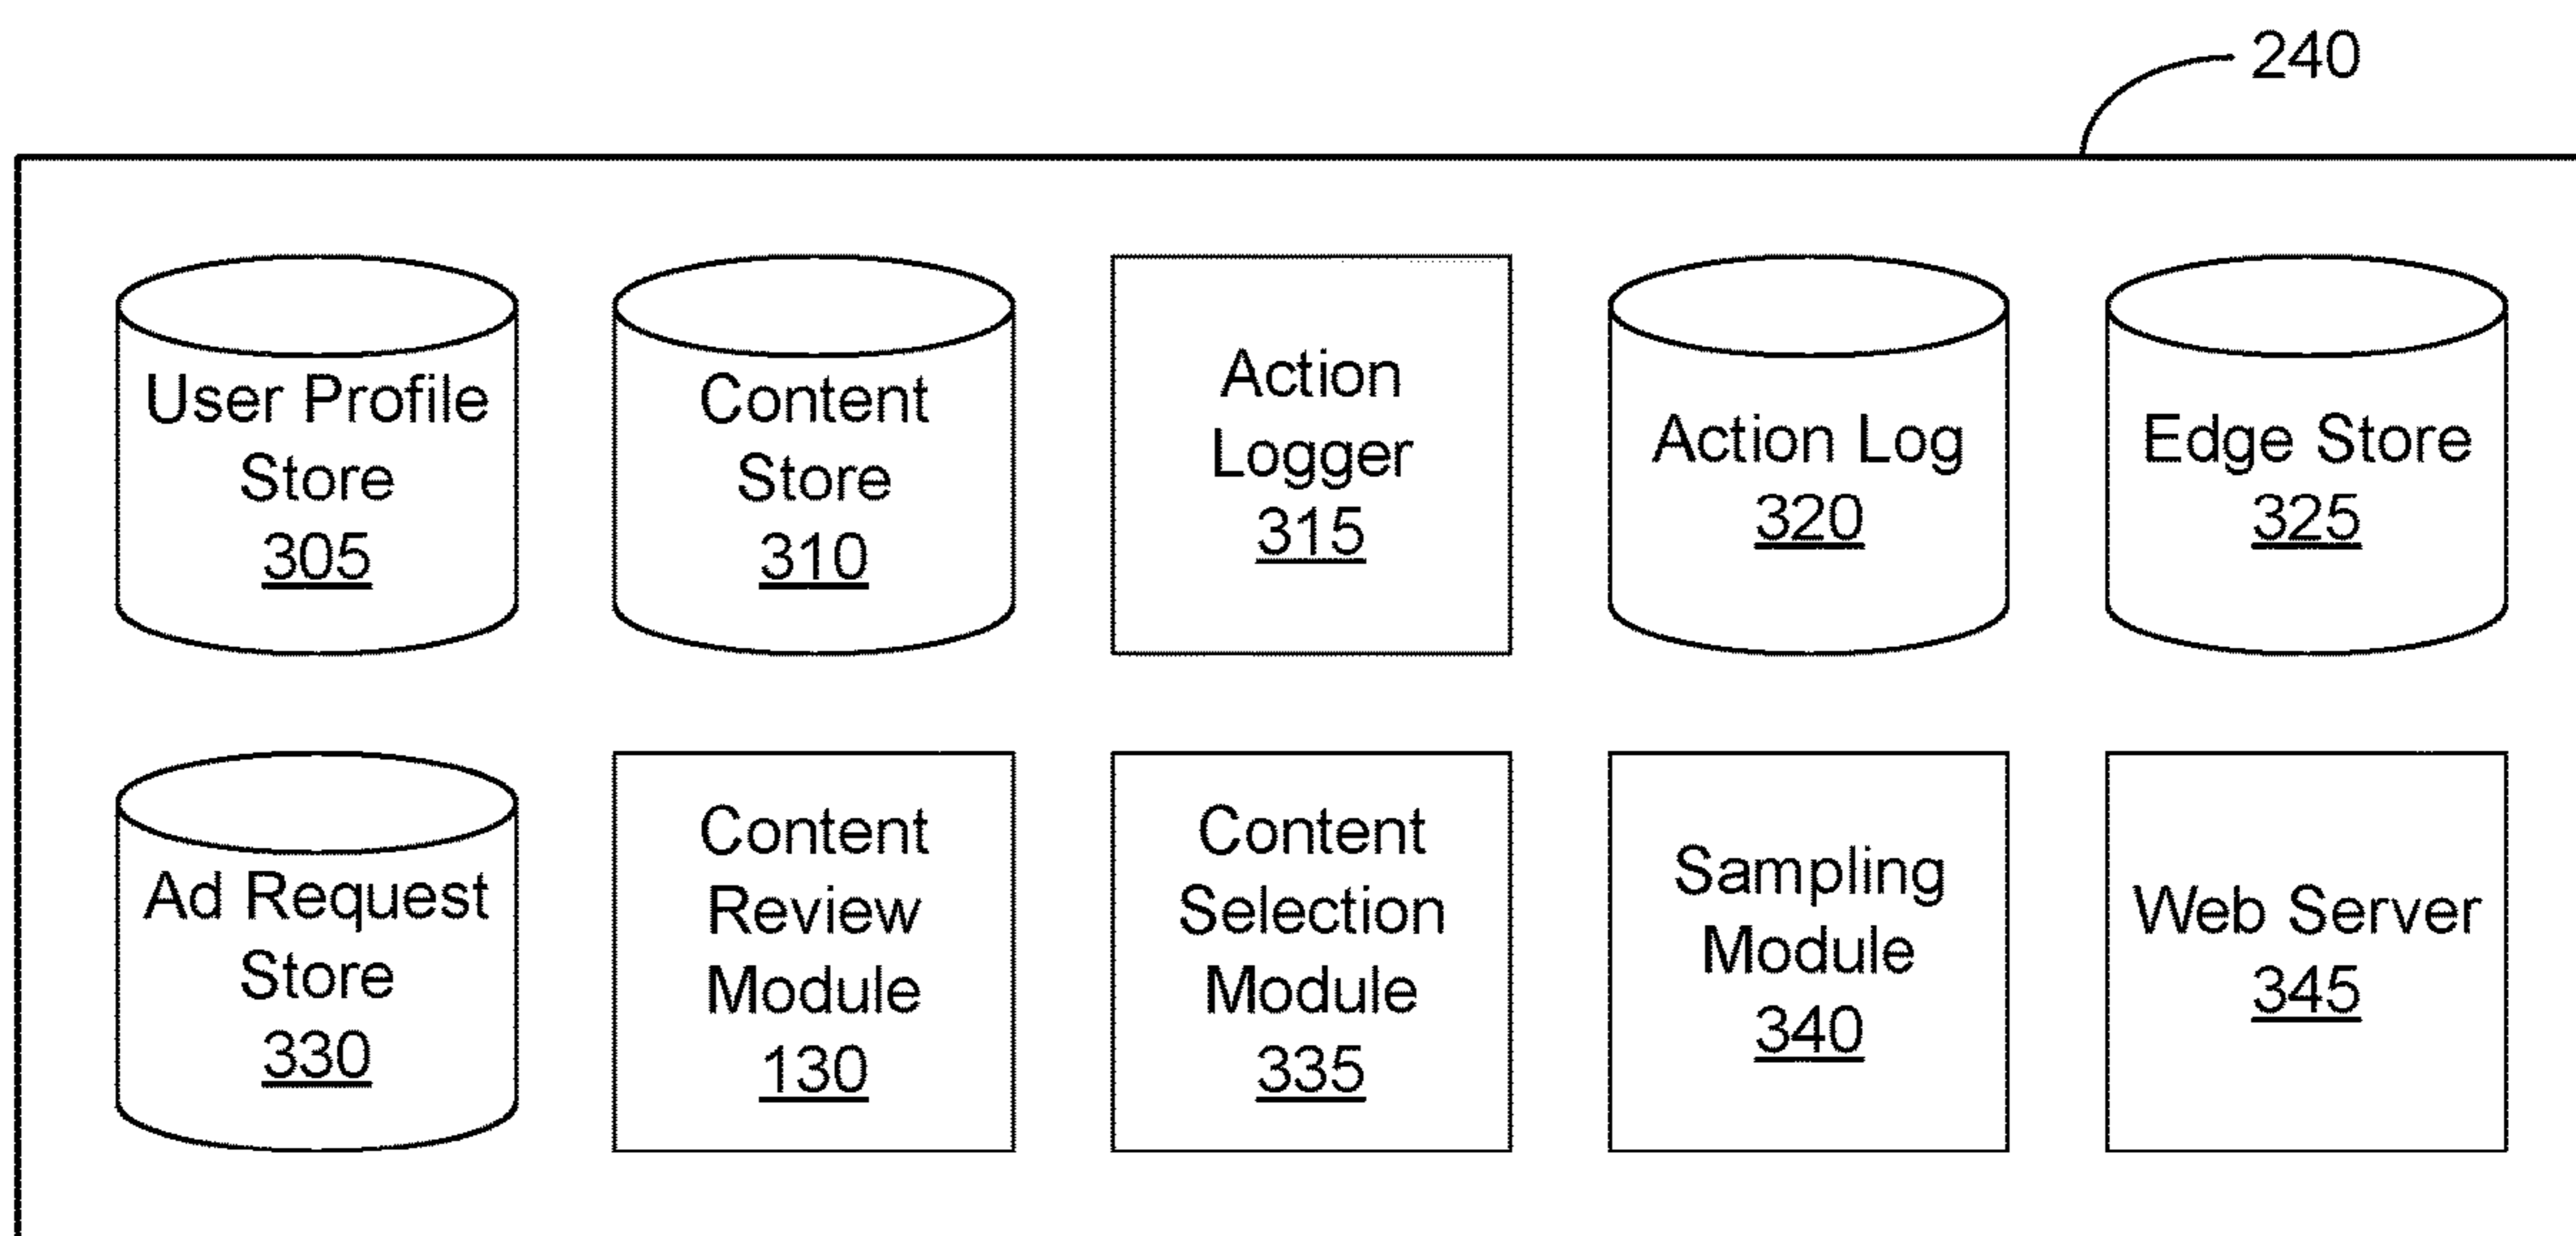 240
User Profile
Store
305
Content
Store
310
Action
Logger
315
Action Log
320
Edge Store
325
Ad Request
Store
330
Content
Review
Module
130
Content
Selection
Module
335
Sampling
Module
340
Web Server
345